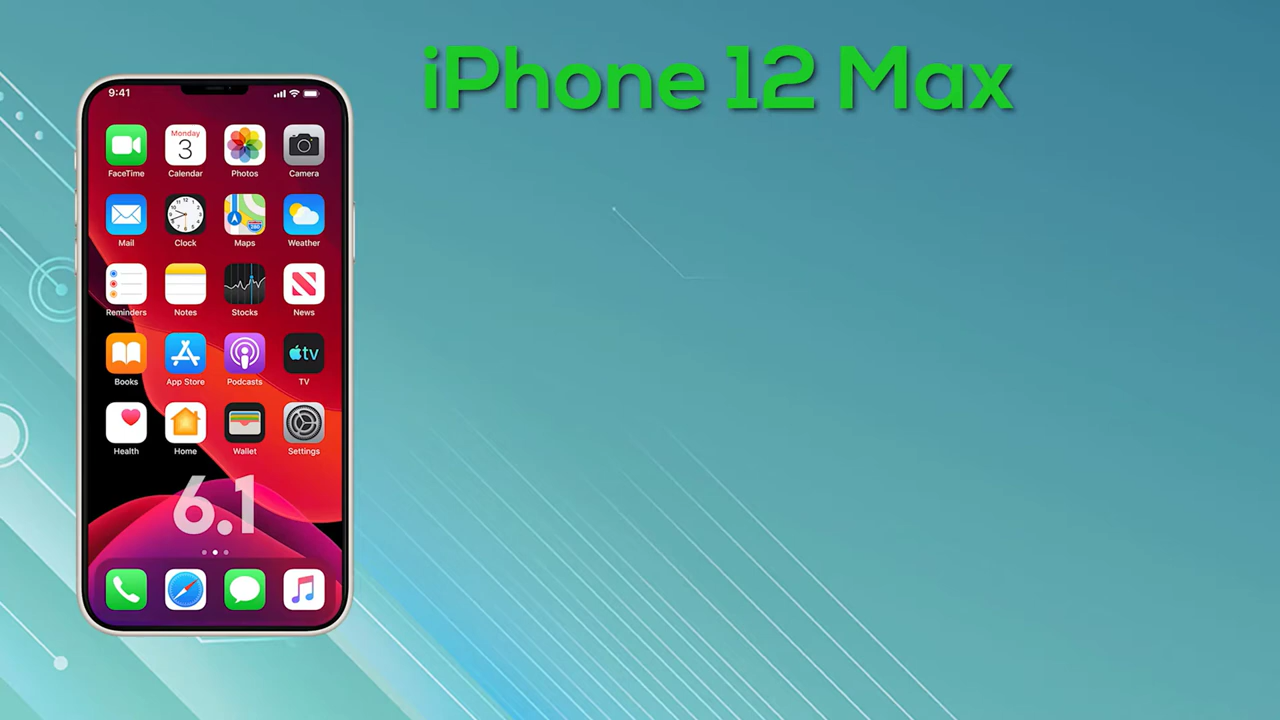 iPhone 12 Max
9:41
Monday
3
FaceTime Calendar Photos Camera
Mail Clock Maps Weather
Reminders Notes Stocks News
tv
Books App Store Podcasts TV
Health Home Wallet Settings
6.1